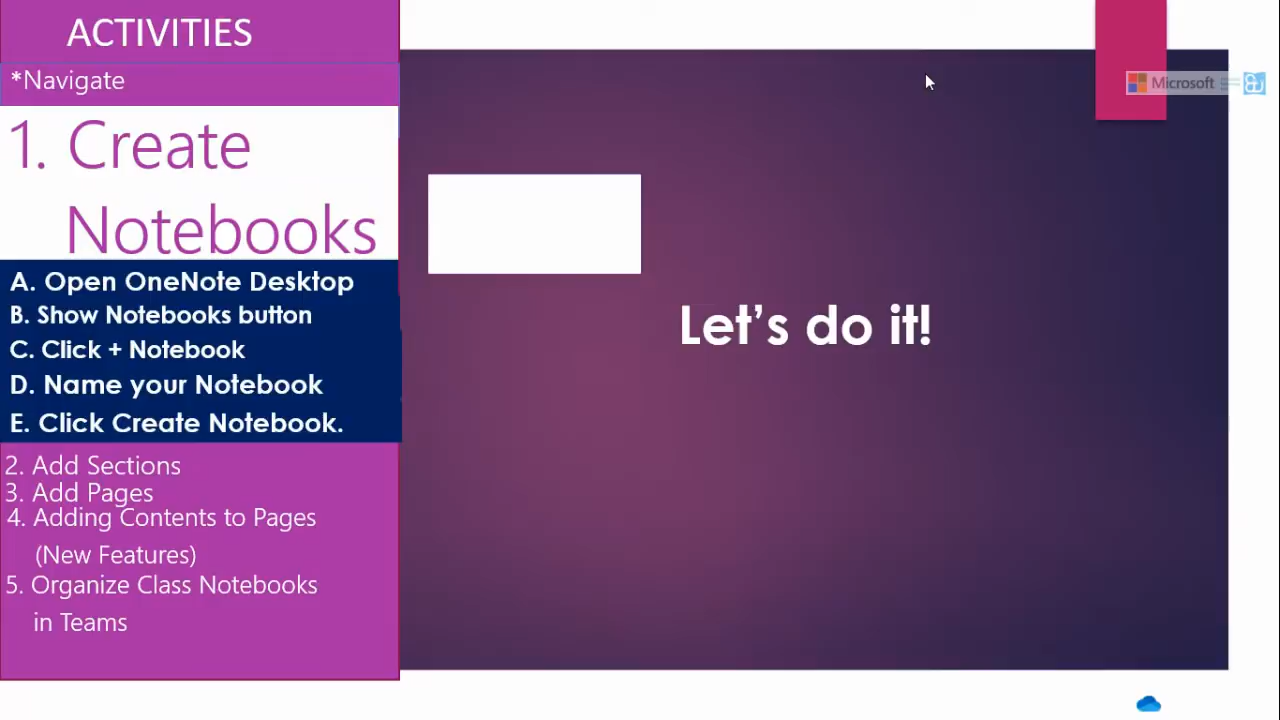 ACTIVITIES
*Navigate
1. Create
Notebooks
A. Open OneNote Desktop
B. Show Notebooks button
C. Click + Notebook
D. Name your Notebook
E. Click Create Notebook.
2. Add Sections
3. Add Pages
4. Adding Contents to Pages
(New Features)
5. Organize Class Notebooks
in Teams
Let's do it!
Microsoft